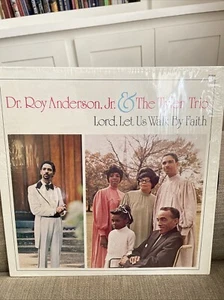 Dr. Roy Anderson, Jr. & The Tyler Trio
Lord, Let Us Walk By Faith